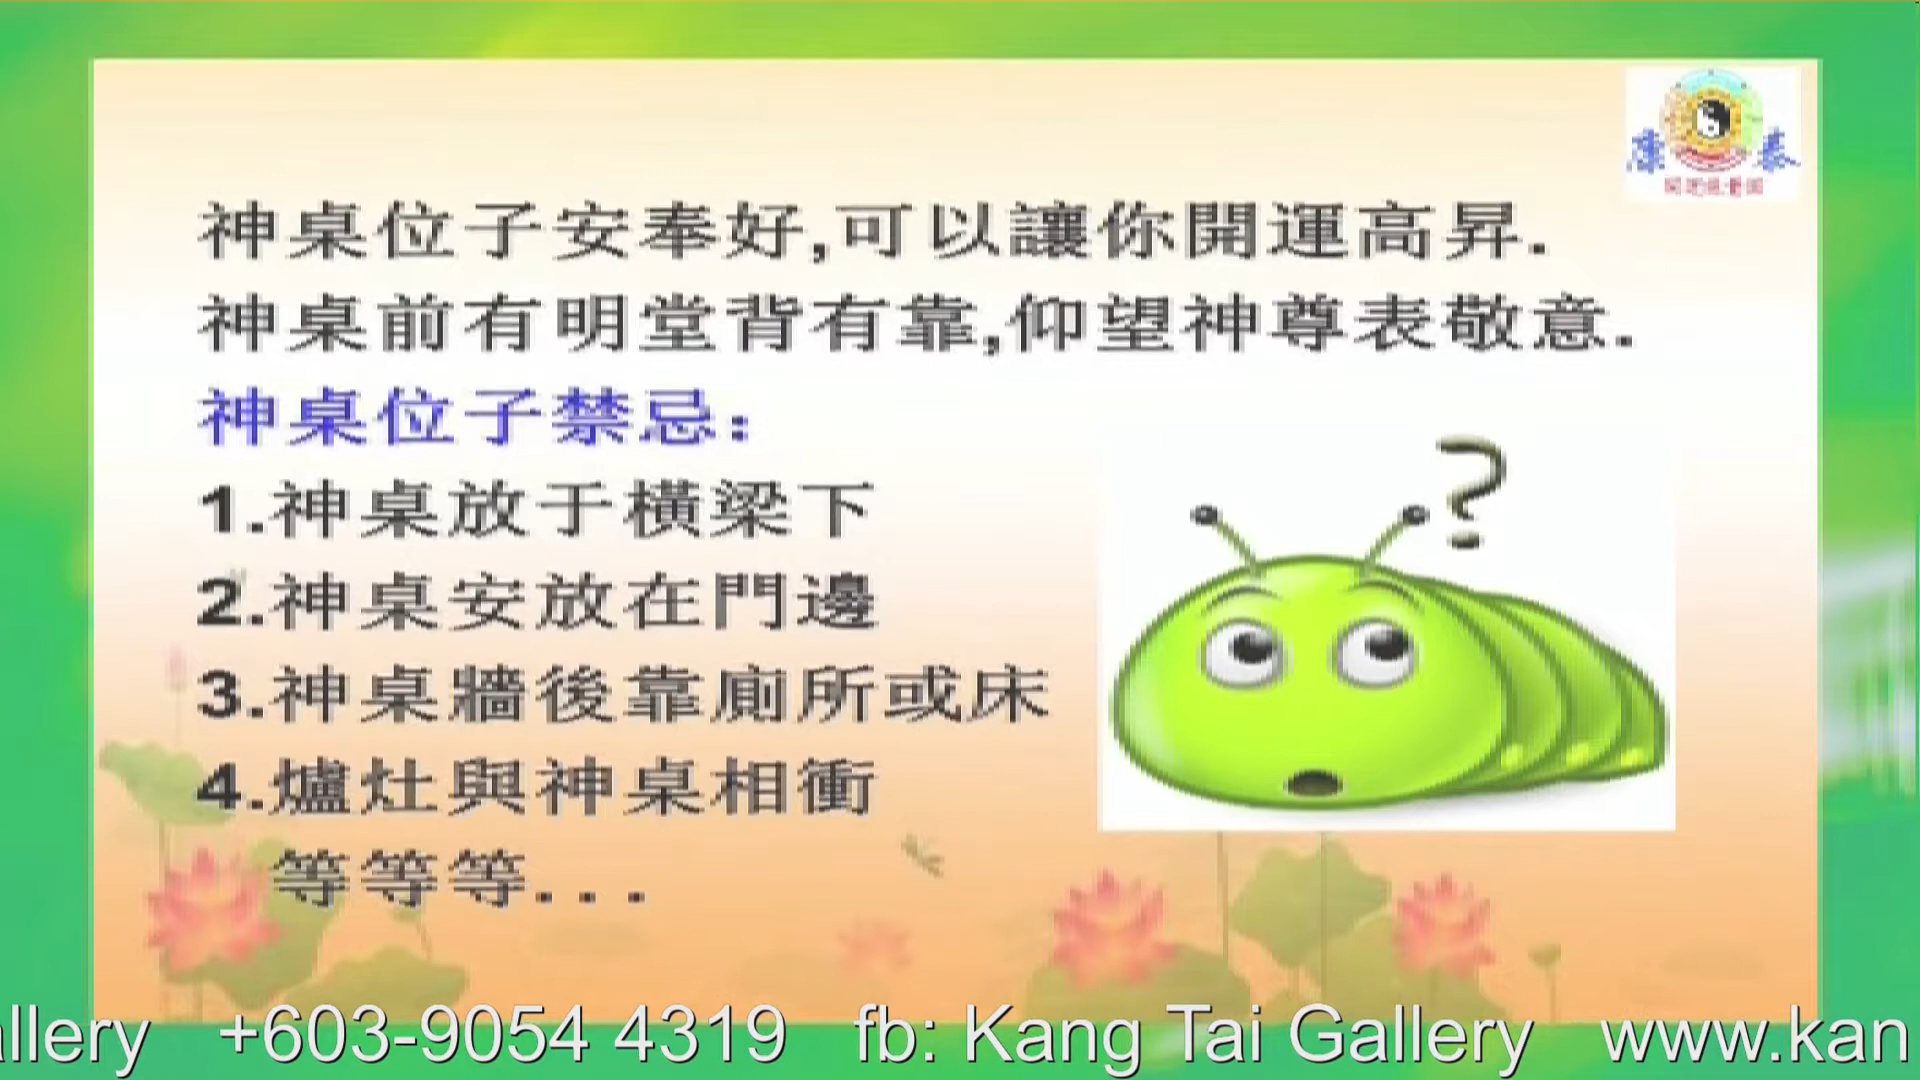 康 泰
神桌位子安奉好,可以讓你開運高昇.
神桌前有明堂背有靠,仰望神尊表敬意.
神桌位子禁忌:
1.神桌放于橫梁下
2.神桌安放在門邊
3.神桌牆後靠廁所或床
4.爐灶與神桌相衝
等等等...
allery +603-9054 4319 fb: Kang Tai Gallery www.kan